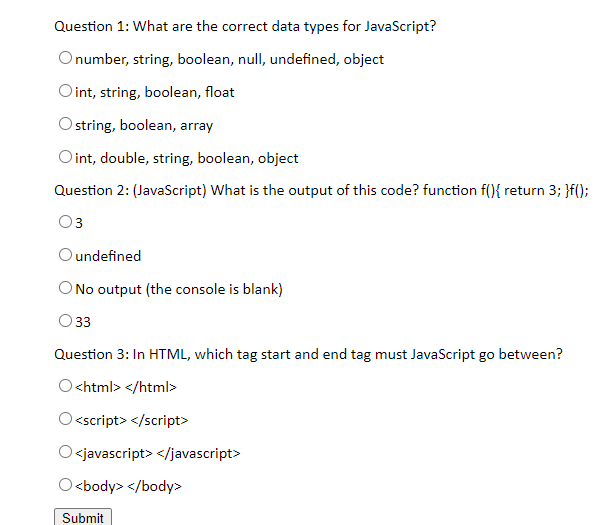 Question 1: What are the correct data types for JavaScript?
number, string, boolean, null, undefined, object
int, string, boolean, float
string, boolean, array
int, double, string, boolean, object
Question 2: (JavaScript) What is the output of this code? function f(){ return 3; }f();
3
undefined
No output (the console is blank)
33
Question 3: In HTML, which tag start and end tag must JavaScript go between?
<html> </html>
<script> </script>
<javascript> </javascript>
<body> </body>
Submit